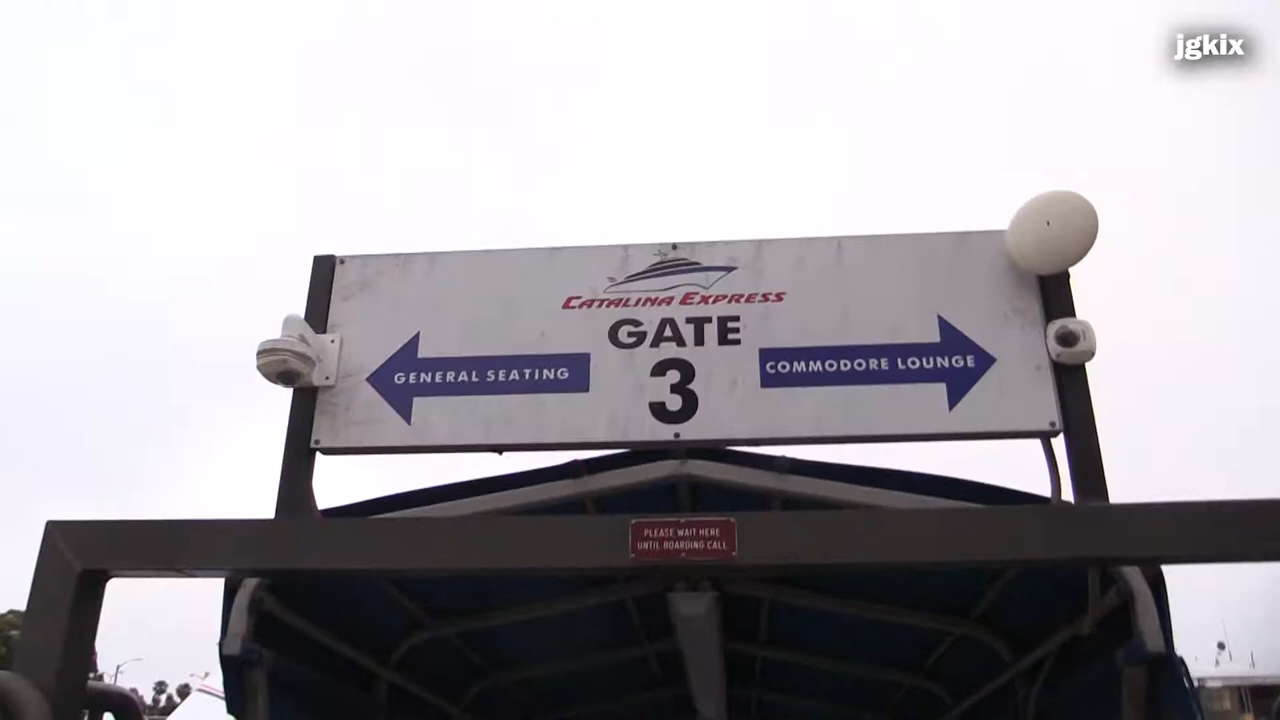 jgkix
CATALINA EXPRESS
GATE
3
GENERAL SEATING
COMMODORE LOUNGE
PLEASE WAIT HERE
UNTIL BOARDING CALL